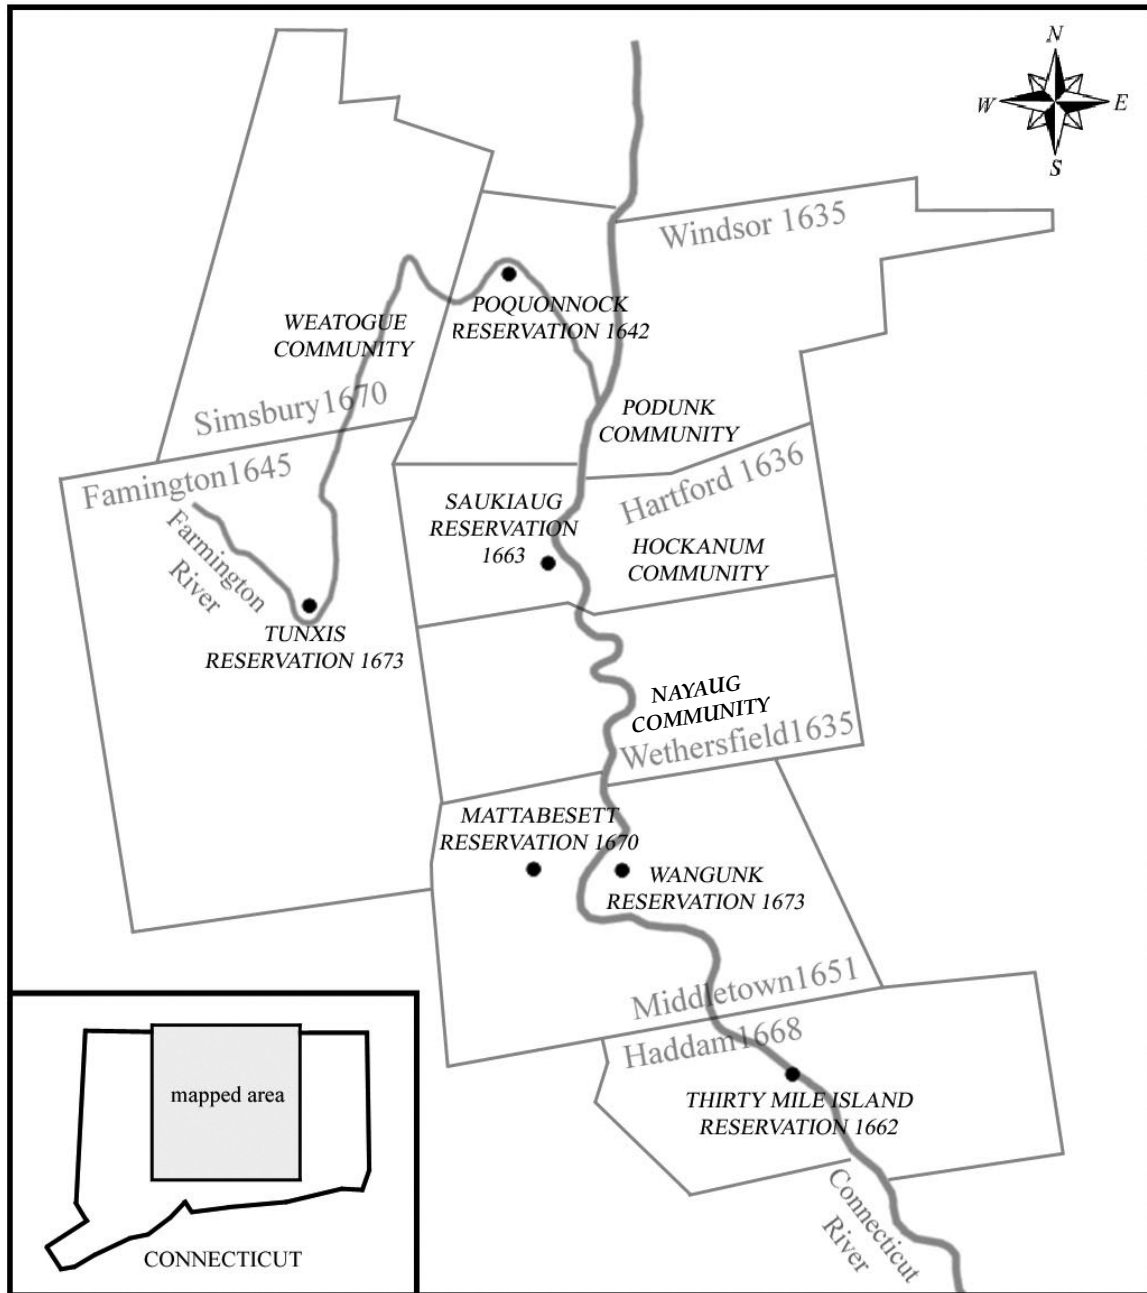 N
W
E
S
Windsor 1635
POQUONNOCK
RESERVATION 1642
WEATOGUE
COMMUNITY
Simsbury1670
PODUNK
COMMUNITY
Famington1645
Hartford 1636
SAUKIAUG
RESERVATION
1663
HOCKANUM
COMMUNITY
Farmington
River
TUNXIS
RESERVATION 1673
NAYAUG
COMMUNITY
Wethersfield1635
MATTABESETT
RESERVATION 1670
WANGUNK
RESERVATION 1673
Middletown1651
Haddam1668
THIRTY MILE ISLAND
RESERVATION 1662
Connecticut
River
mapped area
CONNECTICUT